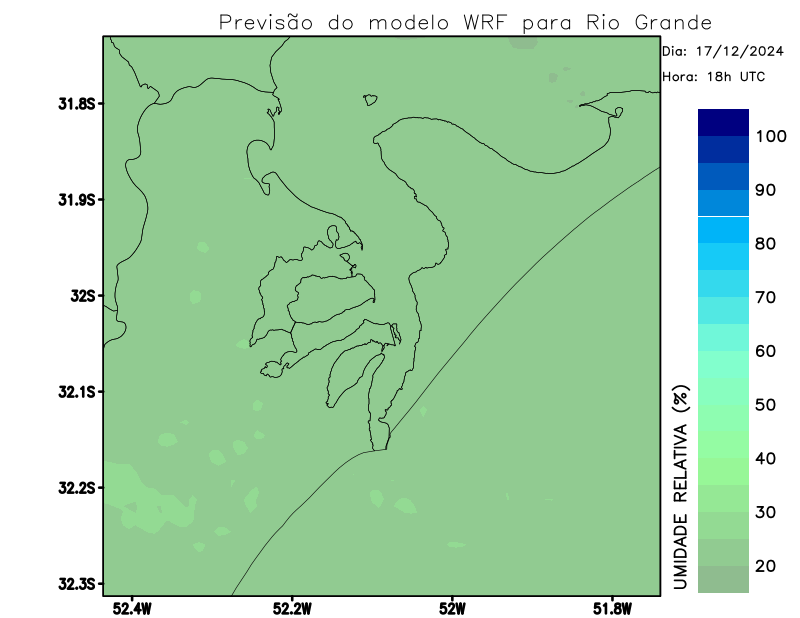 Previsão do modelo WRF para Rio Grande
Dia: 17/12/2024
Hora: 18h UTC
31.8S
31.9S
32S
32.1S
32.2S
32.3S
52.4W
52.2W
52W
51.8W
UMIDADE RELATIVA (%)
100
90
80
70
60
50
40
30
20